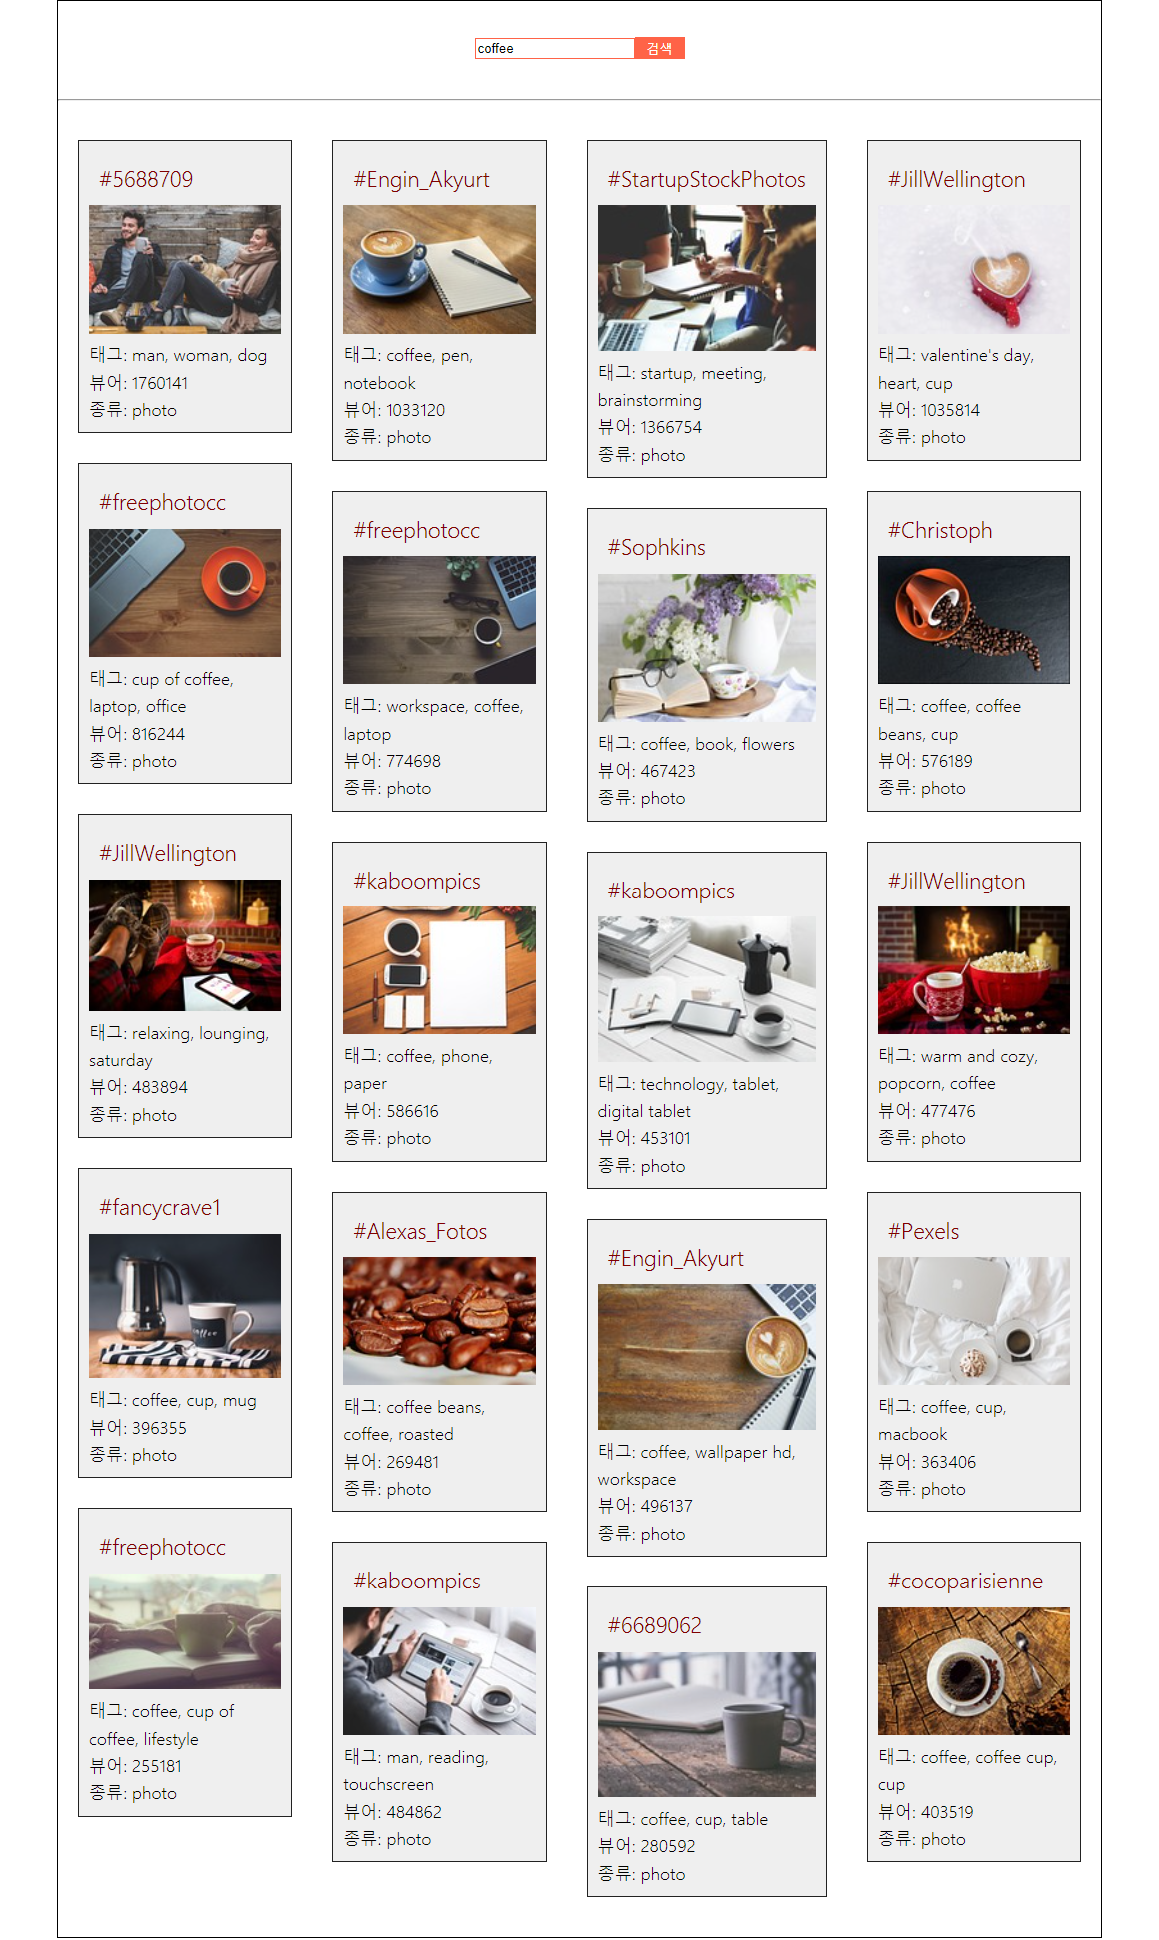 coffee 검색
#5688709
태그: man, woman, dog
뷰어: 1760141
종류: photo
#freephotocc
태그: cup of coffee,
laptop, office
뷰어: 816244
종류: photo
#JillWellington
태그: relaxing, lounging,
saturday
뷰어: 483894
종류: photo
#fancycrave1
coffee
태그: coffee, cup, mug
뷰어: 396355
종류: photo
#freephotocc
태그: coffee, cup of
coffee, lifestyle
뷰어: 255181
종류: photo
#Engin_Akyurt
태그: coffee, pen,
notebook
뷰어: 1033120
종류: photo
#freephotocc
태그: workspace, coffee,
laptop
뷰어: 774698
종류: photo
#kaboompics
태그: coffee, phone,
paper
뷰어: 586616
종류: photo
#Alexas_Fotos
태그: coffee beans,
coffee, roasted
뷰어: 269481
종류: photo
#kaboompics
태그: man, reading,
touchscreen
뷰어: 484862
종류: photo
#StartupStockPhotos
태그: startup, meeting,
brainstorming
뷰어: 1366754
종류: photo
#Sophkins
태그: coffee, book, flowers
뷰어: 467423
종류: photo
#kaboompics
태그: technology, tablet,
digital tablet
뷰어: 453101
종류: photo
#Engin_Akyurt
태그: coffee, wallpaper hd,
workspace
뷰어: 496137
종류: photo
#6689062
태그: coffee, cup, table
뷰어: 280592
종류: photo
#JillWellington
태그: valentine's day,
heart, cup
뷰어: 1035814
종류: photo
#Christoph
태그: coffee, coffee
beans, cup
뷰어: 576189
종류: photo
#JillWellington
태그: warm and cozy,
popcorn, coffee
뷰어: 477476
종류: photo
#Pexels
태그: coffee, cup,
macbook
뷰어: 363406
종류: photo
#cocoparisienne
태그: coffee, coffee cup,
cup
뷰어: 403519
종류: photo